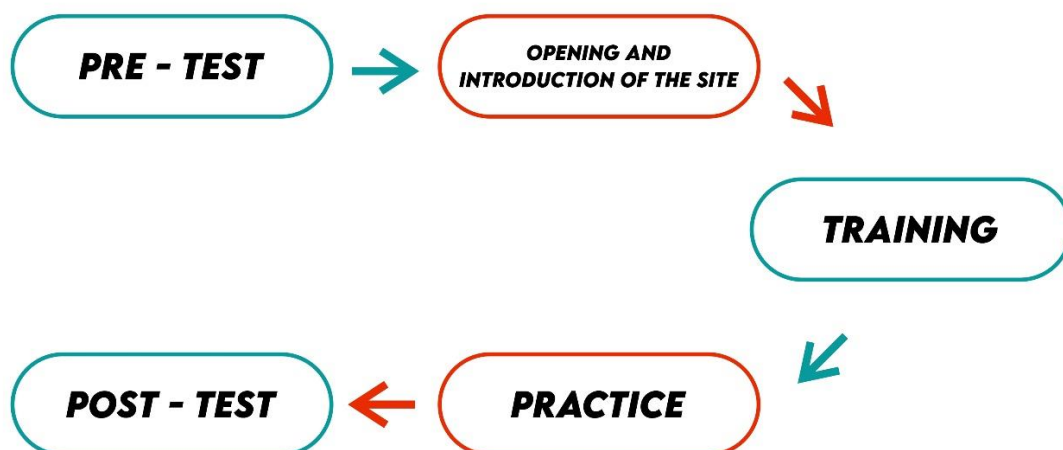 PRE - TEST
OPENING AND
INTRODUCTION OF THE SITE
TRAINING
PRACTICE
POST - TEST